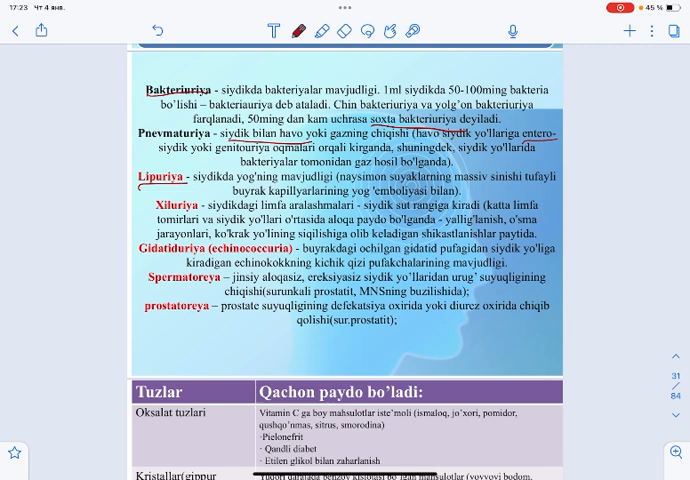 17:23 Чт 4 янв.
45 %
Bakteriuriya - siydikda bakteriyalar mavjudligi. 1ml siydikda 50-100ming bakteria
bo’lishi – bakteriauriya deb ataladi. Chin bakteriuriya va yolg’on bakteriuriya
farqlanadi, 50ming dan kam uchrasa soxta bakteriuriya deyiladi.
Pnevmaturiya - siydik bilan havo yoki gazning chiqishi (havo siydik yo'llariga entero-
siydik yoki genitouriya oqmalari orqali kirganda, shuningdek, siydik yo'llarida
bakteriyalar tomonidan gaz hosil bo'lganda).
Lipuriya - siydikda yog'ning mavjudligi (naysimon suyaklarning massiv sinishi tufayli
buyrak kapillyarlarining yog 'emboliyasi bilan).
Xiluriya - siydikdagi limfa aralashmalari - siydik sut rangiga kiradi (katta limfa
tomirlari va siydik yo'llari o'rtasida aloqa paydo bo'lganda - yallig'lanish, o'sma
jarayonlari, ko'krak yo'lining siqilishiga olib keladigan shikastlanishlar paytida.
Gidatiduriya (echinococcuria) - buyrakdagi ochilgan gidatid pufagidan siydik yo'liga
kiradigan echinokokkning kichik qizi pufakchalarining mavjudligi.
Spermatoreya – jinsiy aloqasiz, ereksiyasiz siydik yo’llaridan urug’ suyuqligining
chiqishi(surunkali prostatit, MNSning buzilishida);
prostatoreya – prostate suyuqligining defekatsiya oxirida yoki diurez oxirida chiqib
qolishi(sur.prostatit);
31
/
84
Tuzlar Qachon paydo bo’ladi:
Oksalat tuzlari Vitamin C ga boy mahsulotlar iste’moli (ismaloq, jo’xori, pomidor,
qushqo’nmas, sitrus, smorodina)
·Pielonefrit
· Qandli diabet
· Etilen glikol bilan zaharlanish
Kristallar(gippur